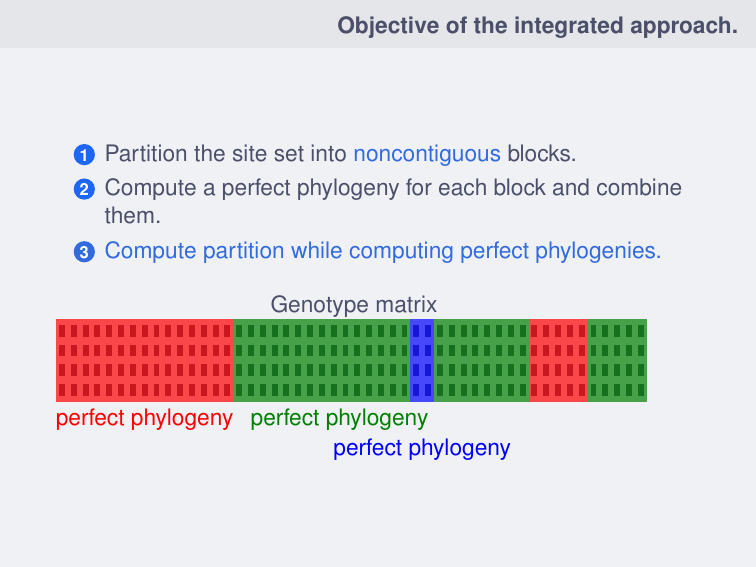 Objective of the integrated approach.
1 Partition the site set into noncontiguous blocks.
2 Compute a perfect phylogeny for each block and combine
them.
3 Compute partition while computing perfect phylogenies.
Genotype matrix
perfect phylogeny perfect phylogeny
perfect phylogeny